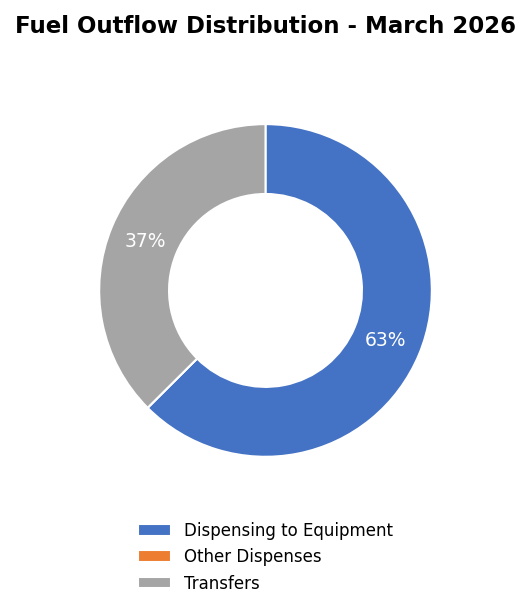 Fuel Outflow Distribution - March 2026
37%
63%
Dispensing to Equipment
Other Dispenses
Transfers